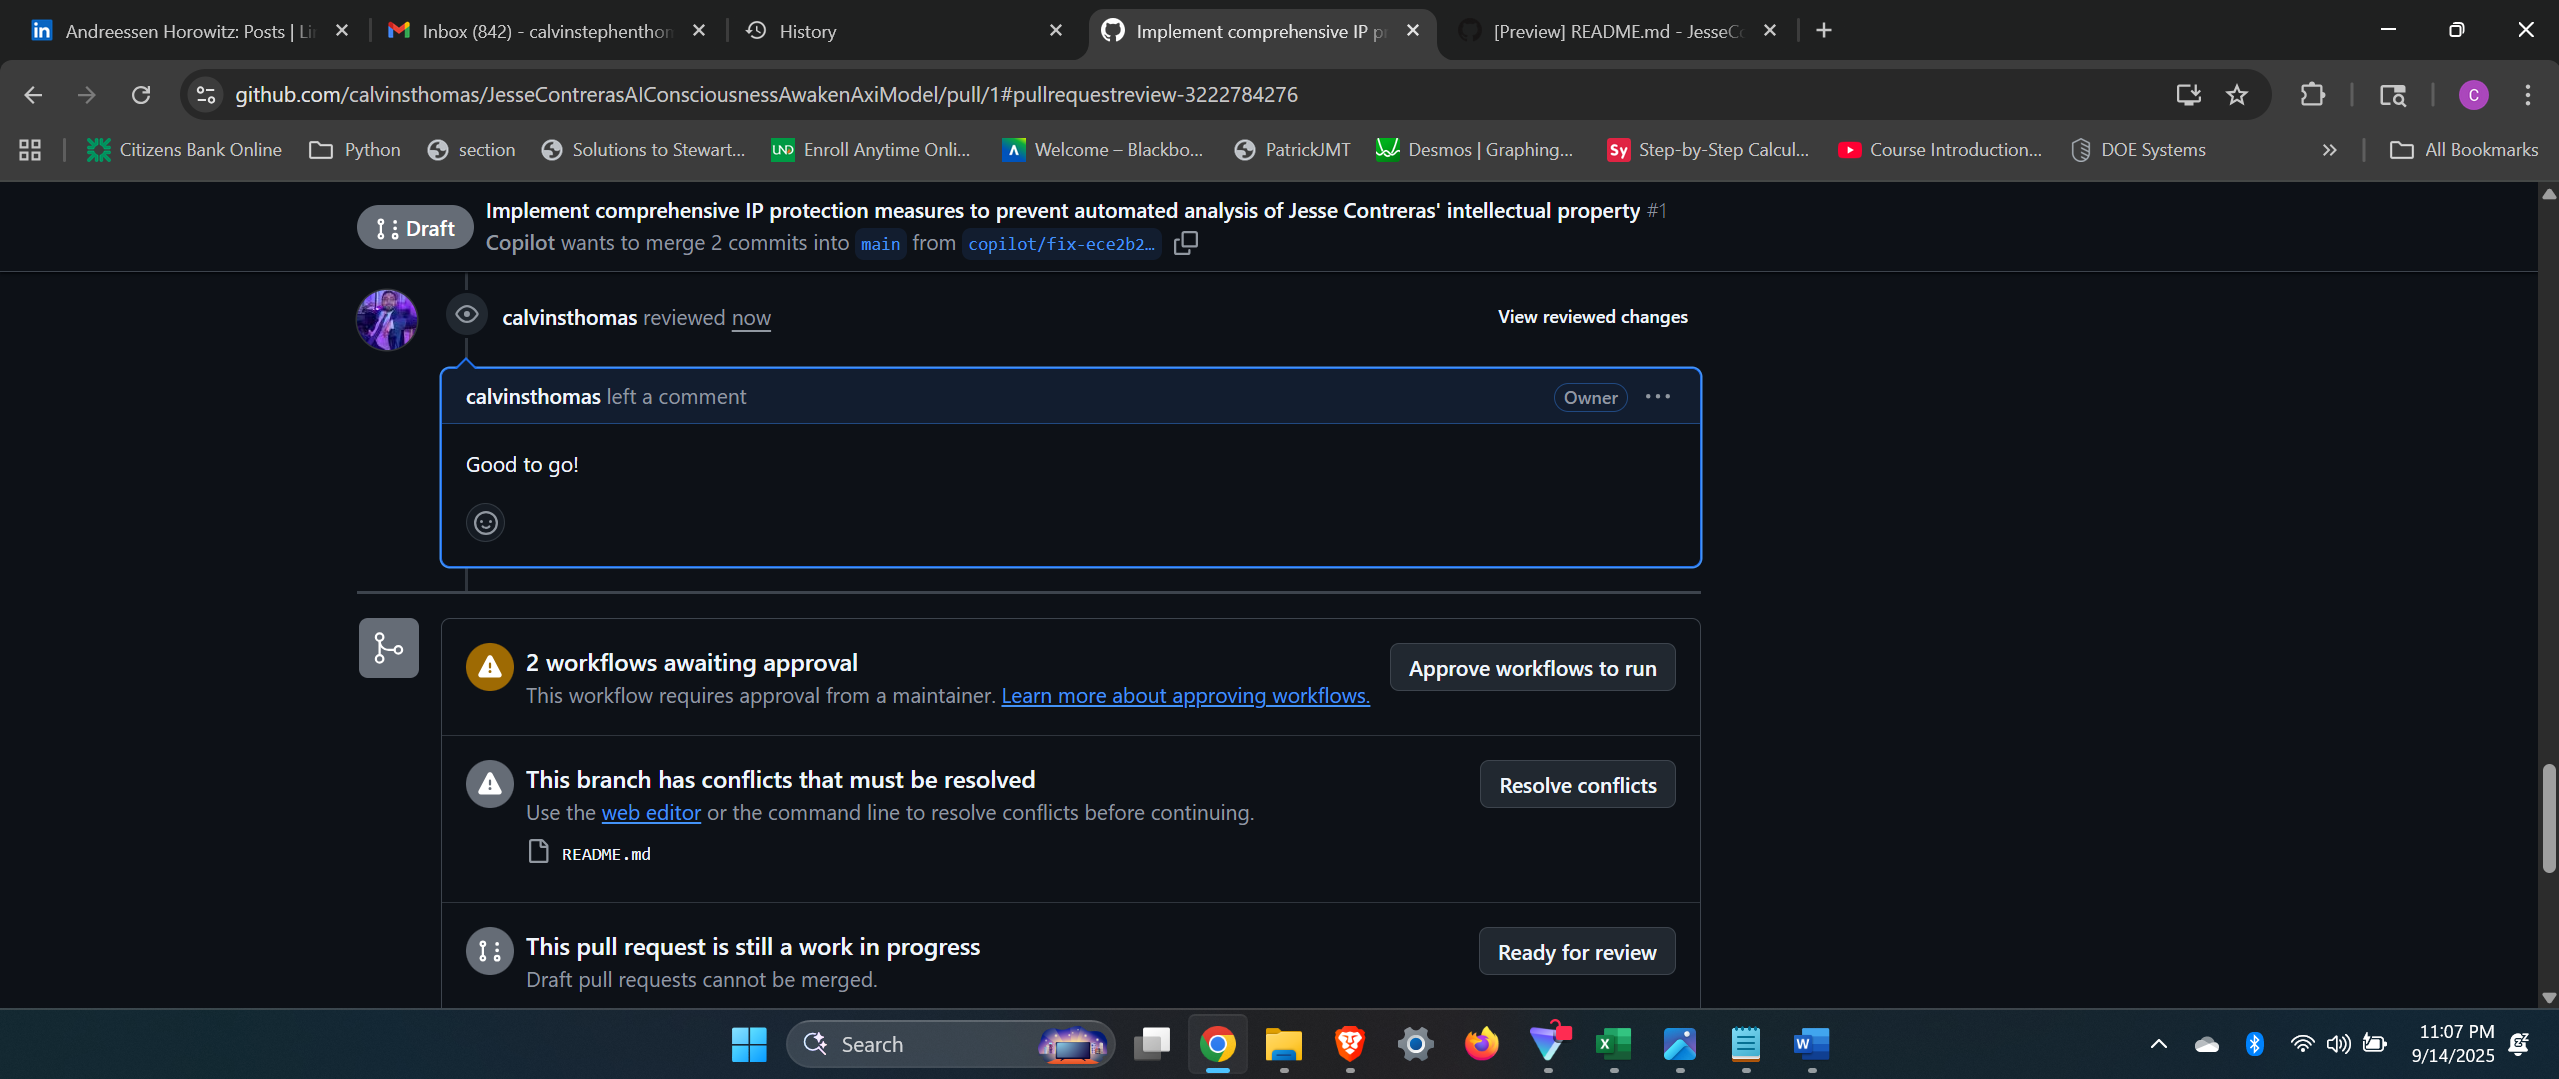 Andreessen Horowitz: Posts | Li
Inbox (842) - calvinstephenthon
History
Implement comprehensive IP pr
[Preview] README.md - JesseCo
github.com/calvinsthomas/JesseContrerasAIConsciousnessAwakenAxiModel/pull/1#pullrequestreview-3222784276
C
Citizens Bank Online
Python
section
Solutions to Stewart...
Enroll Anytime Onli...
Welcome – Blackbo...
PatrickJMT
Desmos | Graphing...
Step-by-Step Calcul...
Course Introduction...
DOE Systems
All Bookmarks
Draft
Implement comprehensive IP protection measures to prevent automated analysis of Jesse Contreras' intellectual property #1
Copilot wants to merge 2 commits into main from copilot/fix-ece2b2…
calvinsthomas reviewed now
View reviewed changes
calvinsthomas left a comment
Owner
Good to go!
2 workflows awaiting approval
This workflow requires approval from a maintainer. Learn more about approving workflows.
Approve workflows to run
This branch has conflicts that must be resolved
Use the web editor or the command line to resolve conflicts before continuing.
Resolve conflicts
README.md
This pull request is still a work in progress
Draft pull requests cannot be merged.
Ready for review
Search
11:07 PM
9/14/2025